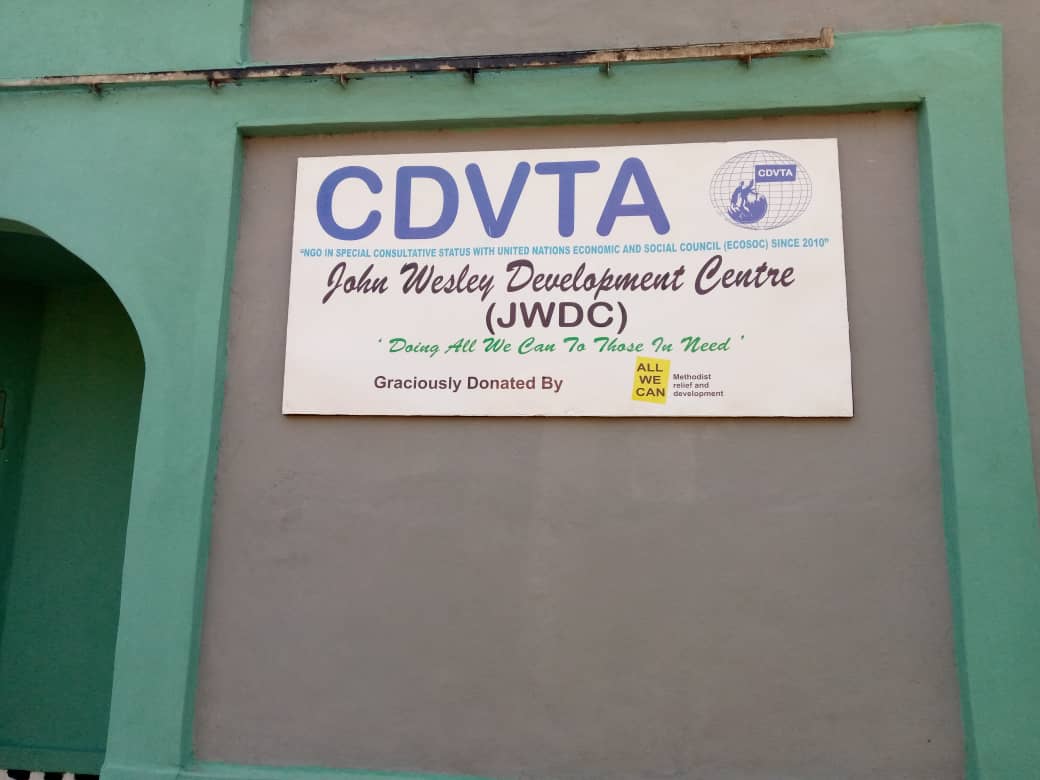 CDVTA
CDVTA
"NGO IN SPECIAL CONSULTATIVE STATUS WITH UNITED NATIONS ECONOMIC AND SOCIAL COUNCIL (ECOSOC) SINCE 2010"
John Wesley Development Centre
(JWDC)
' Doing All We Can To Those In Need '
Graciously Donated By
ALL
WE
CAN
Methodist
relief and
development